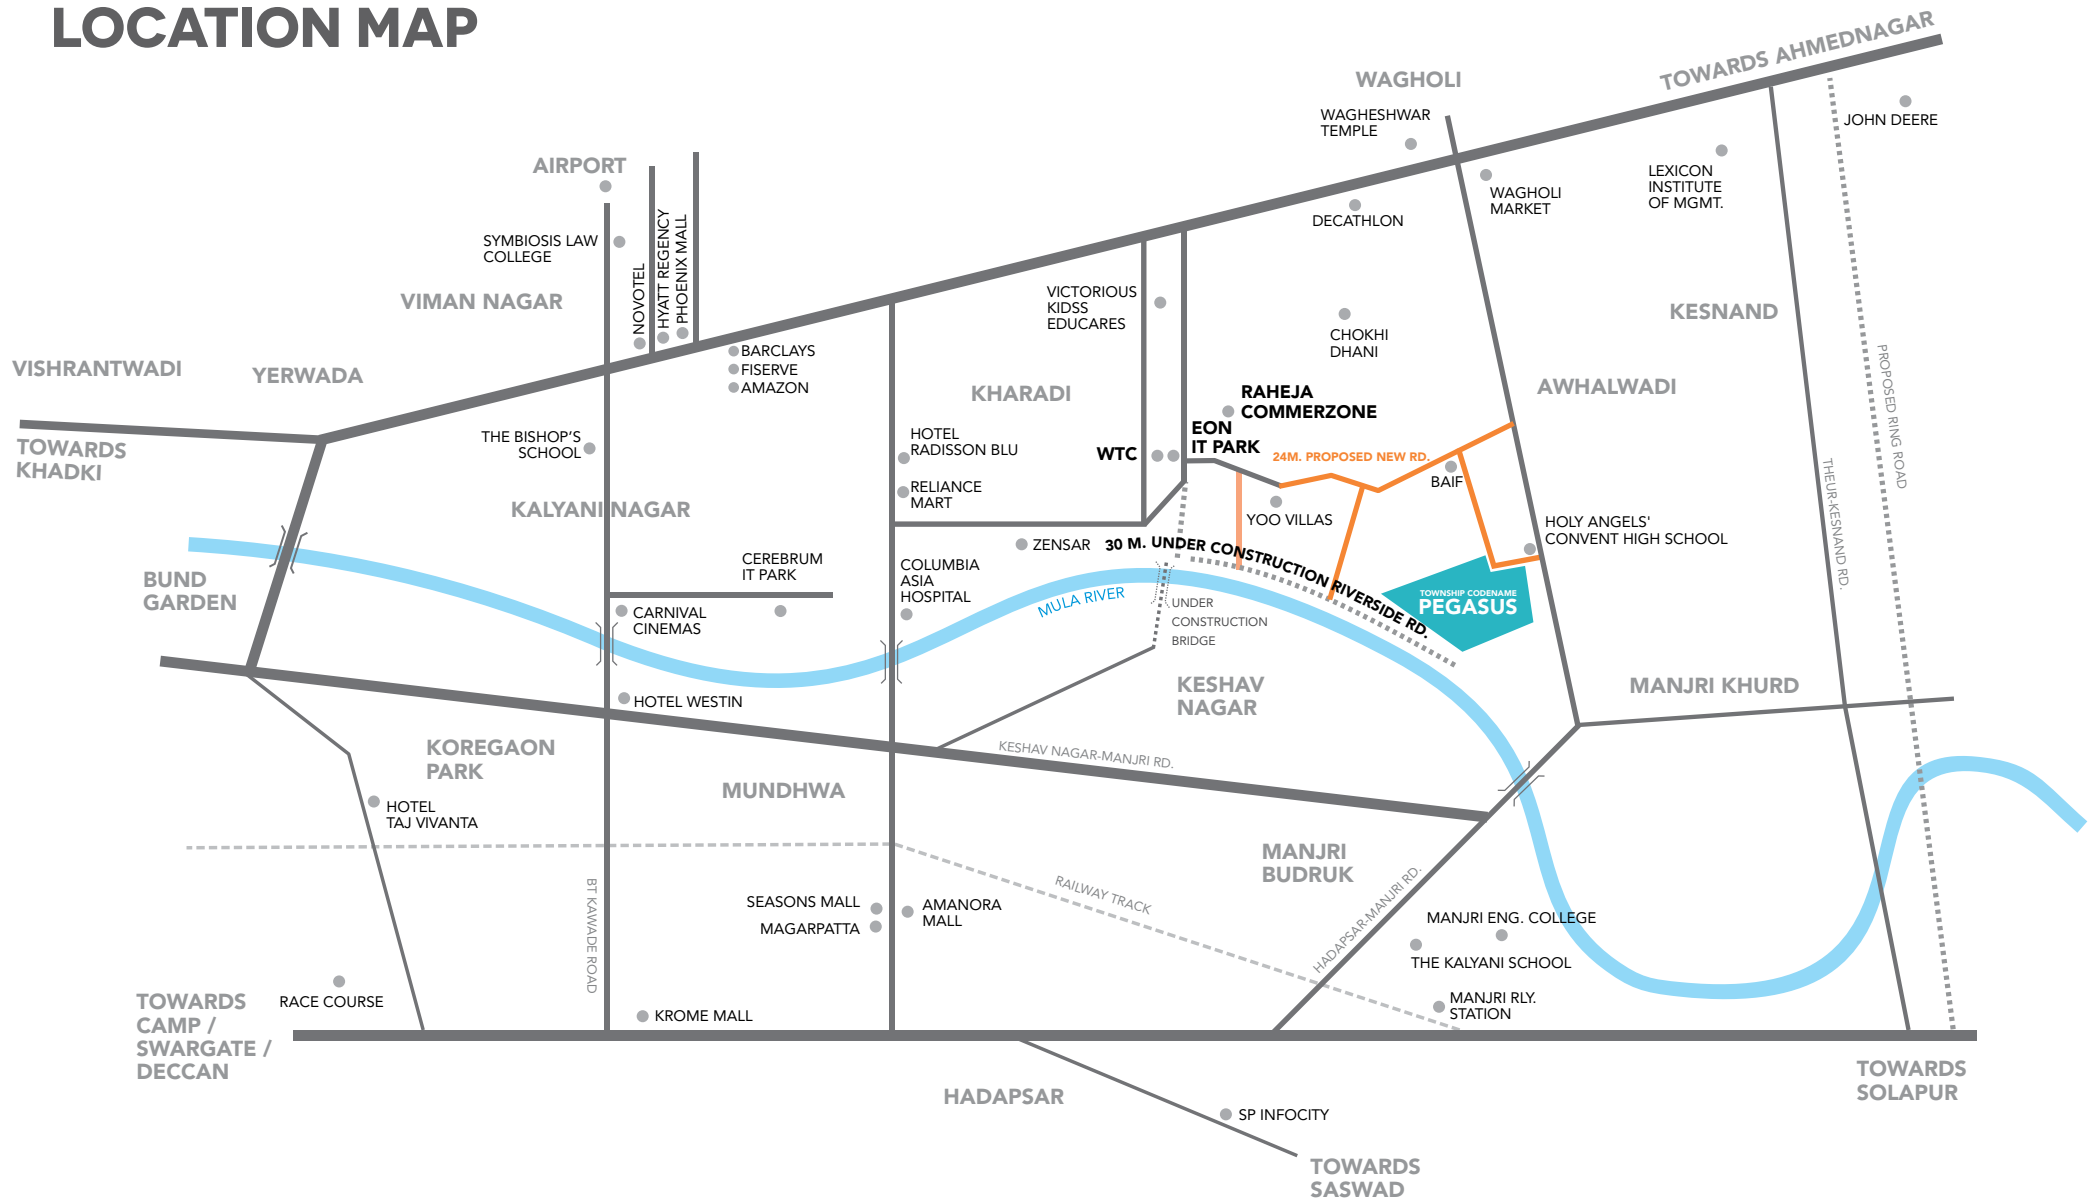 LOCATION MAP
TOWARDS AHMEDNAGAR
WAGHOLI
WAGHESHWAR
TEMPLE
JOHN DEERE
AIRPORT
LEXICON
INSTITUTE
OF MGMT.
WAGHOLI
MARKET
DECATHLON
SYMBIOSIS LAW
COLLEGE
NOVOTEL
HYATT REGENCY
PHOENIX MALL
VIMAN NAGAR
VICTORIOUS
KIDSS
EDUCARES
CHOKHI
DHANI
KESNAND
VISHRANTWADI
YERWADA
BARCLAYS
FISERVE
AMAZON
KHARADI
RAHEJA
COMMERZONE
AWHALWADI
PROPOSED RING ROAD
TOWARDS
KHADKI
THE BISHOP'S
SCHOOL
HOTEL
RADISSON BLU
WTC
EON
IT PARK
24M. PROPOSED NEW RD.
BAIF
THEUR-KESNAND RD.
RELIANCE
MART
KALYANI NAGAR
YOO VILLAS
HOLY ANGELS'
CONVENT HIGH SCHOOL
ZENSAR
30 M. UNDER CONSTRUCTION RIVERSIDE RD.
BUND
GARDEN
CEREBRUM
IT PARK
COLUMBIA
ASIA
HOSPITAL
MULA RIVER
UNDER
CONSTRUCTION
BRIDGE
TOWNSHIP CODENAME
PEGASUS
CARNIVAL
CINEMAS
HOTEL WESTIN
KESHAV
NAGAR
MANJRI KHURD
KOREGAON
PARK
KESHAV NAGAR-MANJRI RD.
MUNDHWA
HOTEL
TAJ VIVANTA
MANJRI
BUDRUK
RAILWAY TRACK
HADAPSAR-MANJRI RD.
BT KAWADE ROAD
SEASONS MALL
MAGARPATTA
AMANORA
MALL
MANJRI ENG. COLLEGE
THE KALYANI SCHOOL
RACE COURSE
TOWARDS
CAMP /
SWARGATE /
DECCAN
KROME MALL
MANJRI RLY.
STATION
HADAPSAR
TOWARDS
SOLAPUR
SP INFOCITY
TOWARDS
SASWAD